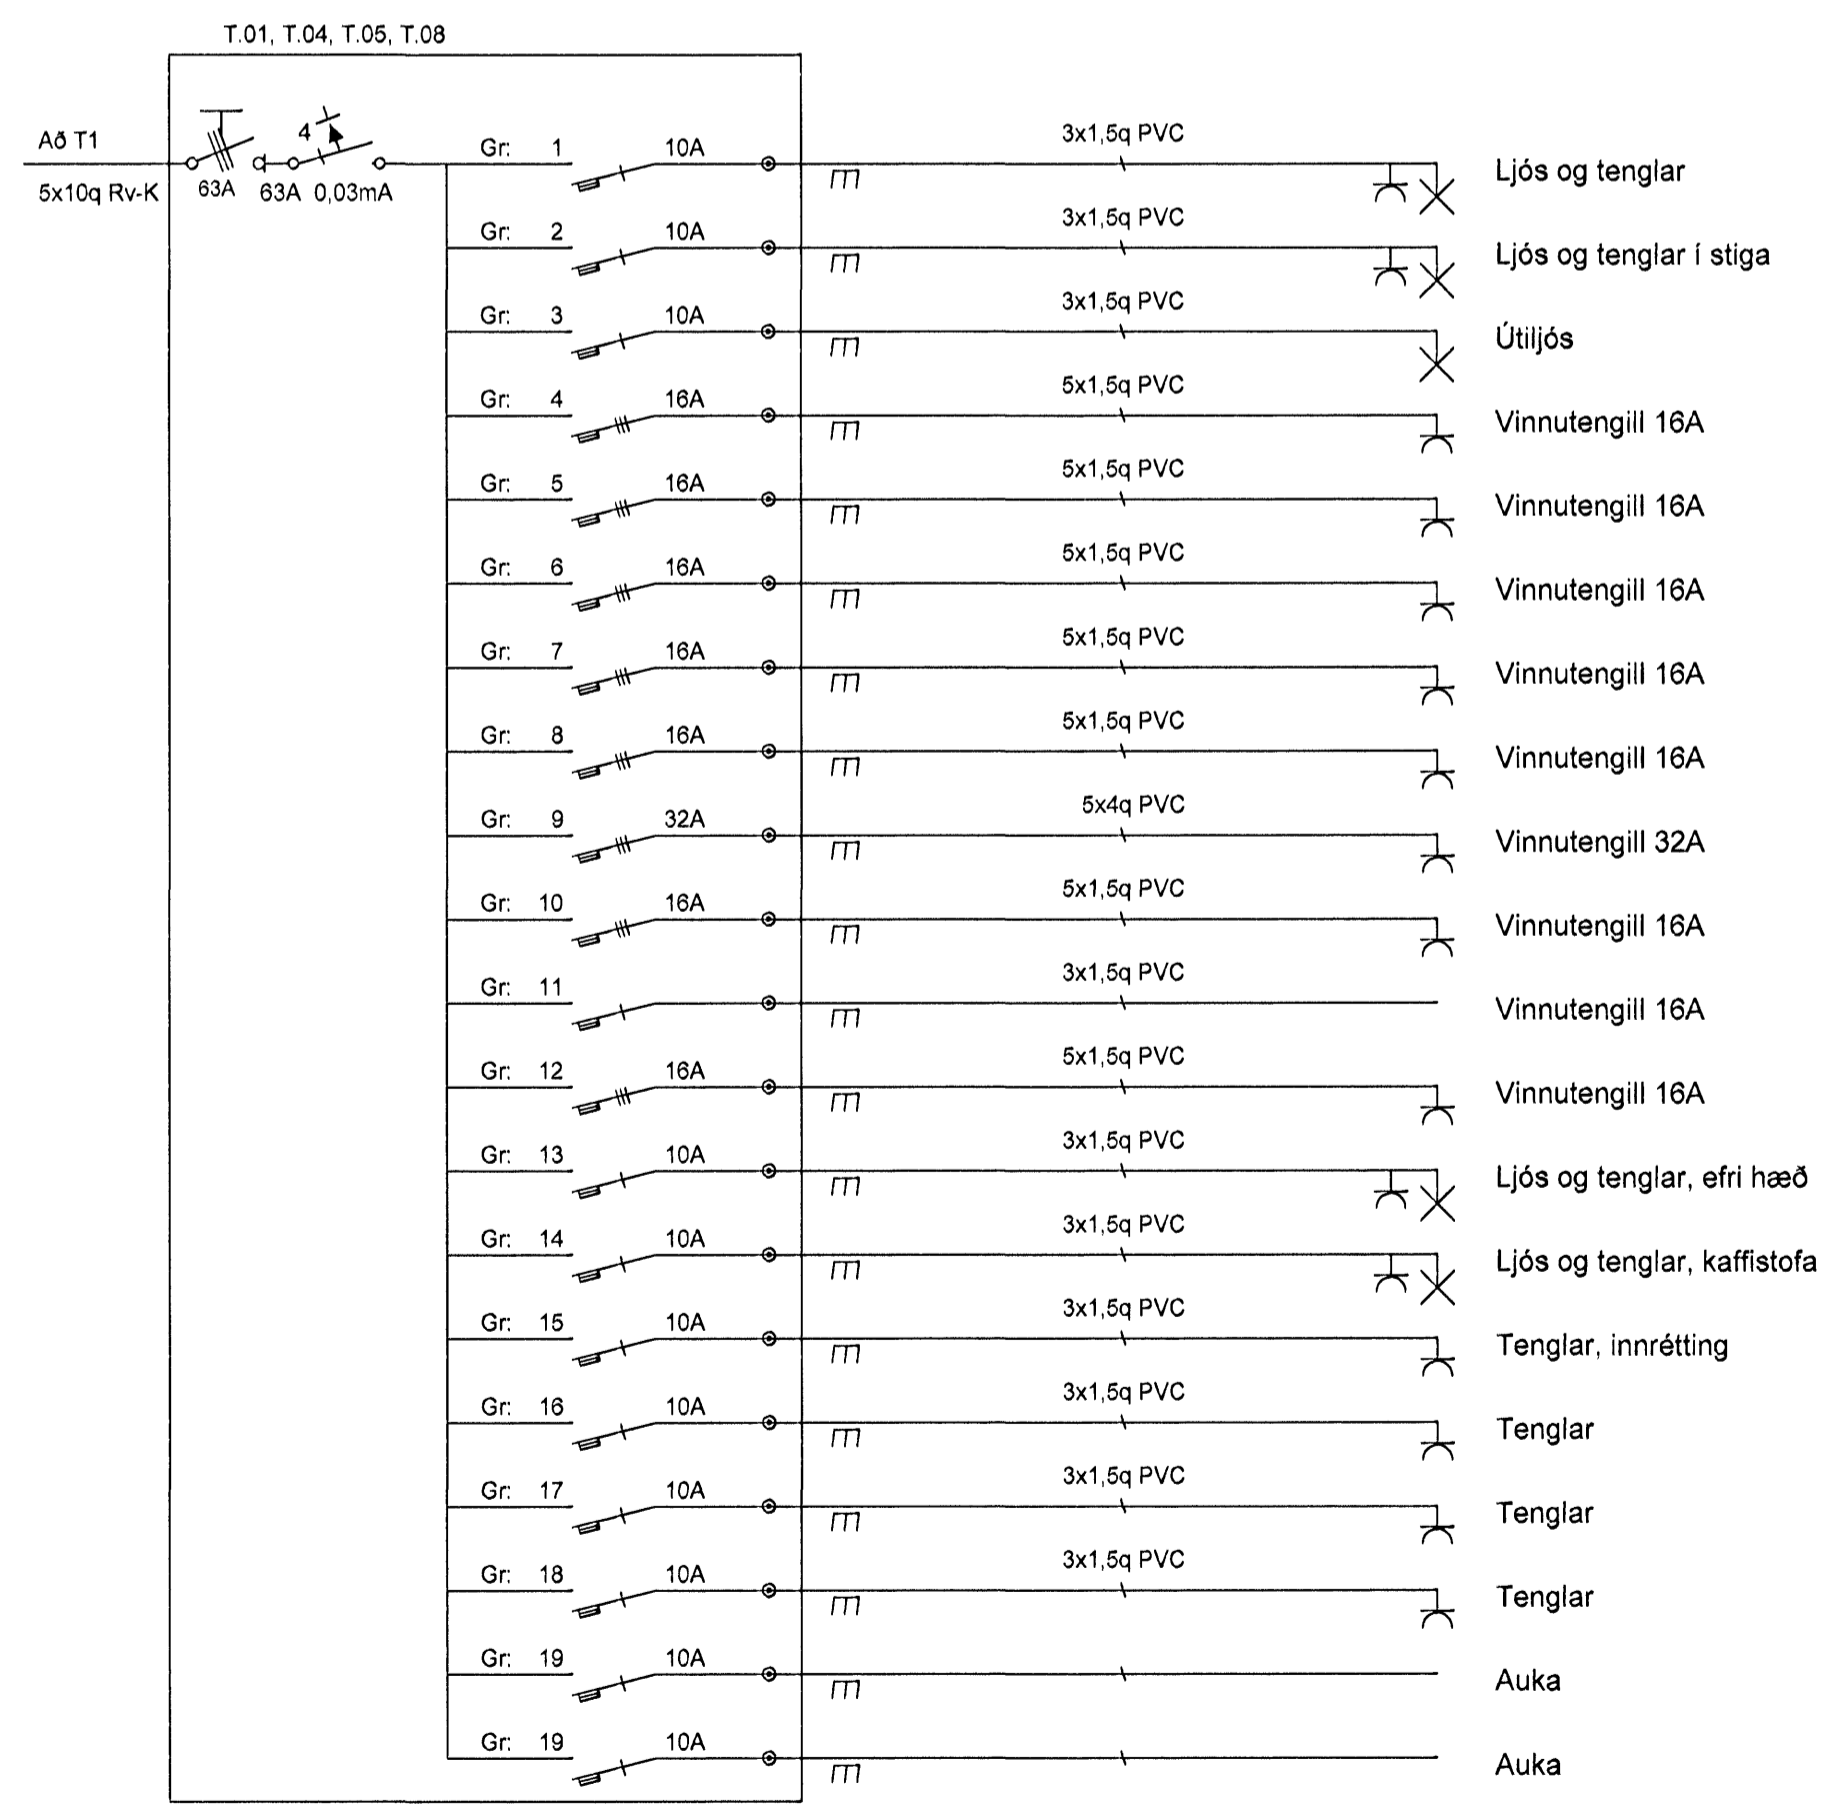 T.01, T.04, T.05, T.08
Að T1
5x10q Rv-K
63A
4
63A 0,03mA
Gr: 1 10A 3x1,5q PVC Ljós og tenglar
Gr: 2 10A 3x1,5q PVC Ljós og tenglar í stiga
Gr: 3 10A 3x1,5q PVC Útiljós
Gr: 4 16A 5x1,5q PVC Vinnutengill 16A
Gr: 5 16A 5x1,5q PVC Vinnutengill 16A
Gr: 6 16A 5x1,5q PVC Vinnutengill 16A
Gr: 7 16A 5x1,5q PVC Vinnutengill 16A
Gr: 8 16A 5x1,5q PVC Vinnutengill 16A
Gr: 9 32A 5x4q PVC Vinnutengill 32A
Gr: 10 16A 5x1,5q PVC Vinnutengill 16A
Gr: 11 3x1,5q PVC Vinnutengill 16A
Gr: 12 16A 5x1,5q PVC Vinnutengill 16A
Gr: 13 10A 3x1,5q PVC Ljós og tenglar, efri hæð
Gr: 14 10A 3x1,5q PVC Ljós og tenglar, kaffistofa
Gr: 15 10A 3x1,5q PVC Tenglar, innrétting
Gr: 16 10A 3x1,5q PVC Tenglar
Gr: 17 10A 3x1,5q PVC Tenglar
Gr: 18 10A 3x1,5q PVC Tenglar
Gr: 19 10A Auka
Gr: 19 10A Auka